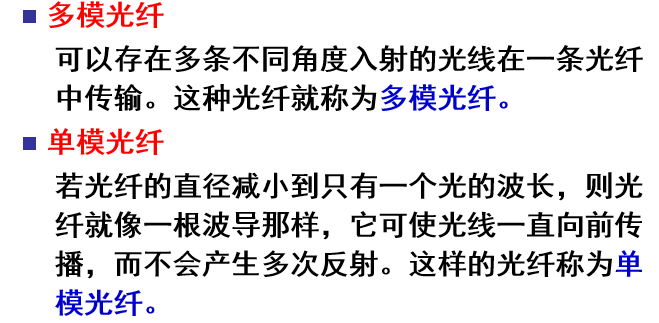 多模光纤
可以存在多条不同角度入射的光线在一条光纤
中传输。这种光纤就称为多模光纤。
单模光纤
若光纤的直径减小到只有一个光的波长，则光
纤就像一根波导那样，它可使光线一直向前传
播，而不会产生多次反射。这样的光纤称为单
模光纤。